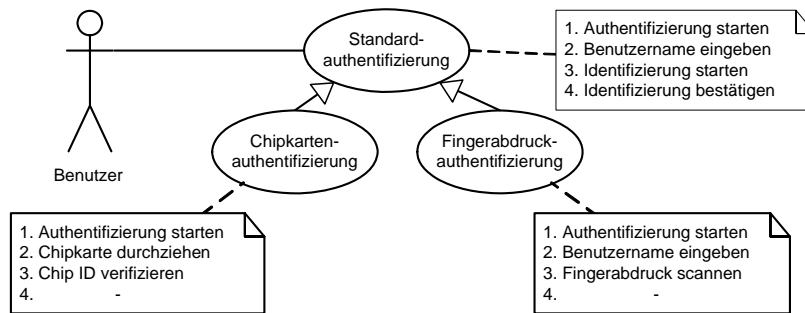 Standard-
authentifizierung
1. Authentifizierung starten
2. Benutzername eingeben
3. Identifizierung starten
4. Identifizierung bestätigen
Chipkarten-
authentifizierung
Fingerabdruck-
authentifizierung
Benutzer
1. Authentifizierung starten
2. Chipkarte durchziehen
3. Chip ID verifizieren
4. -
1. Authentifizierung starten
2. Benutzername eingeben
3. Fingerabdruck scannen
4. -